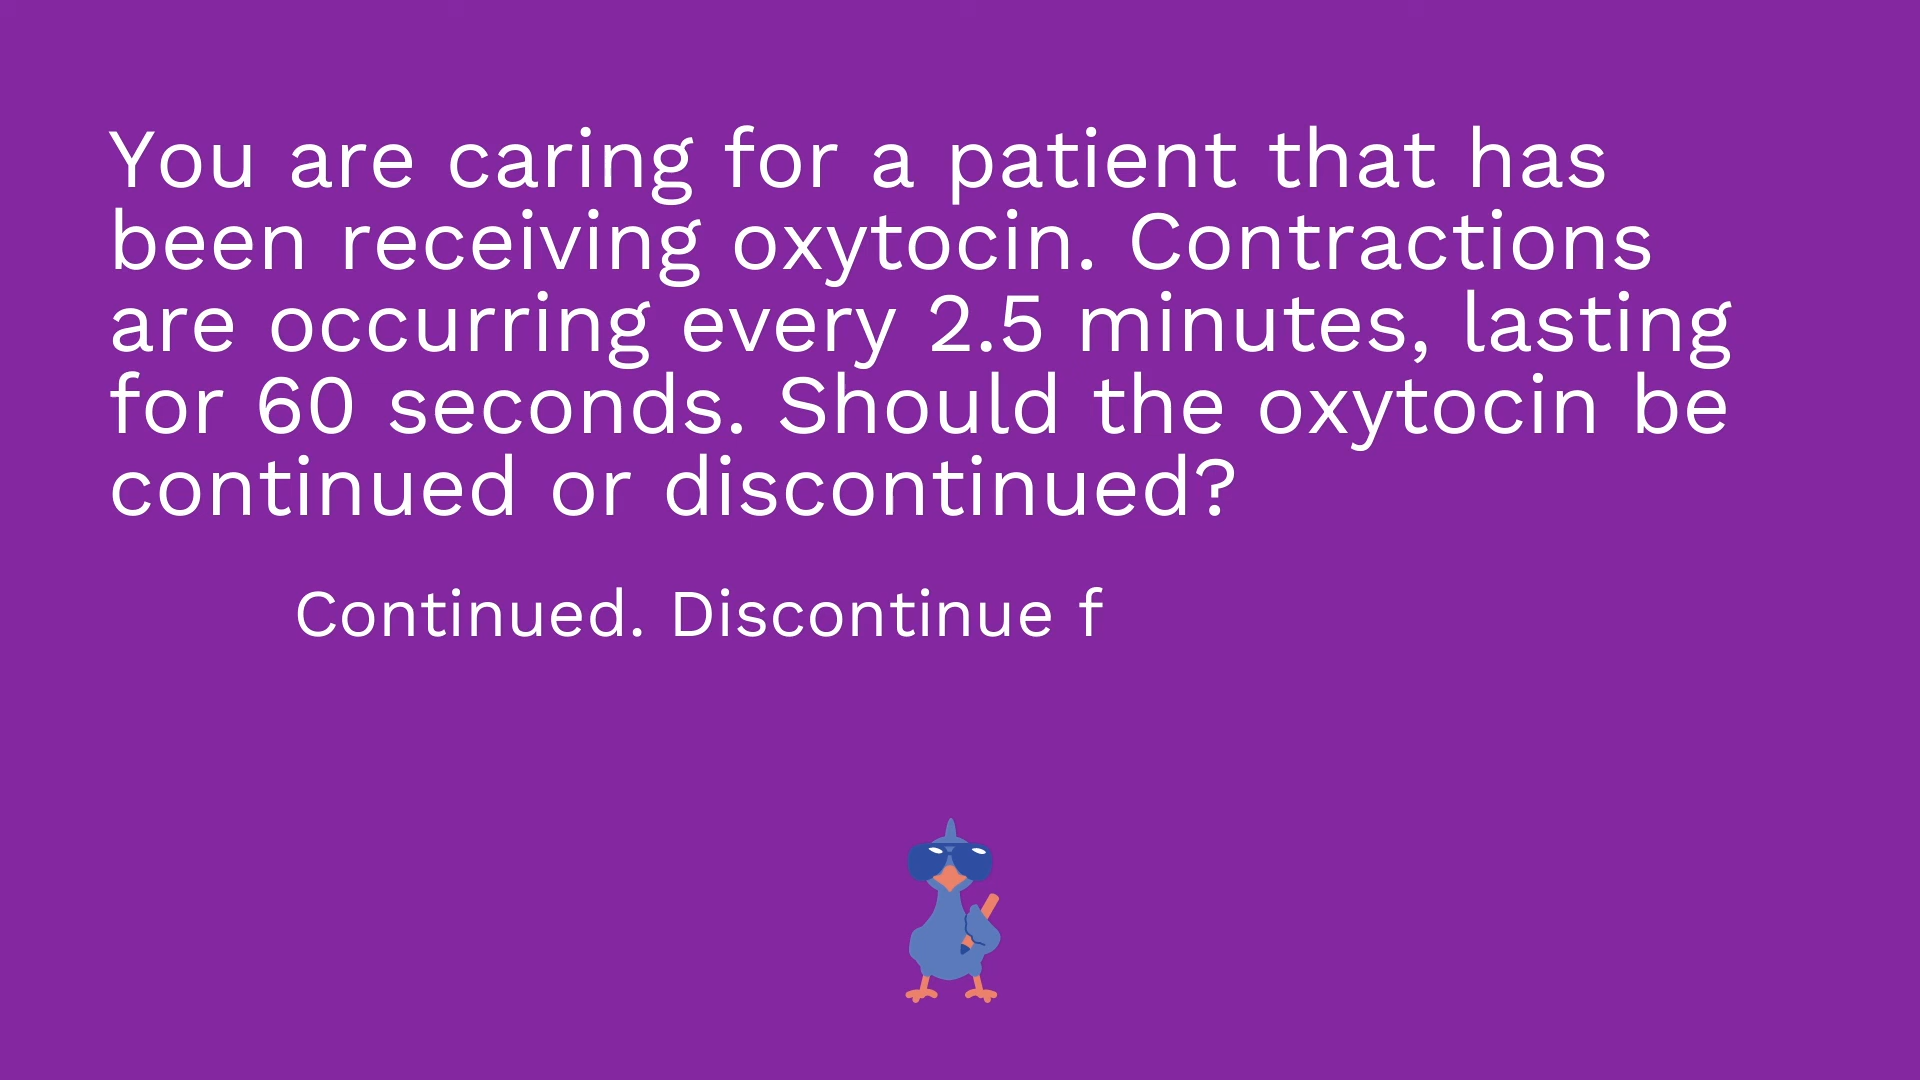 You are caring for a patient that has
been receiving oxytocin. Contractions
are occurring every 2.5 minutes, lasting
for 60 seconds. Should the oxytocin be
continued or discontinued?
Continued. Discontinue f